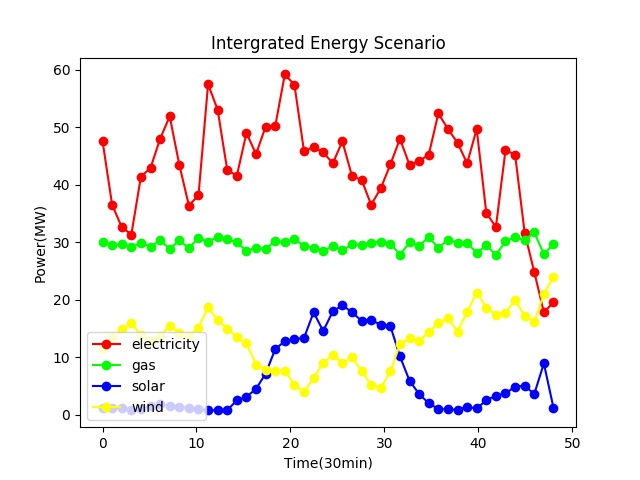 Intergrated Energy Scenario
Power(MW)
60
50
40
30
20
10
0
electricity
gas
solar
wind
0 10 20 30 40 50
Time(30min)